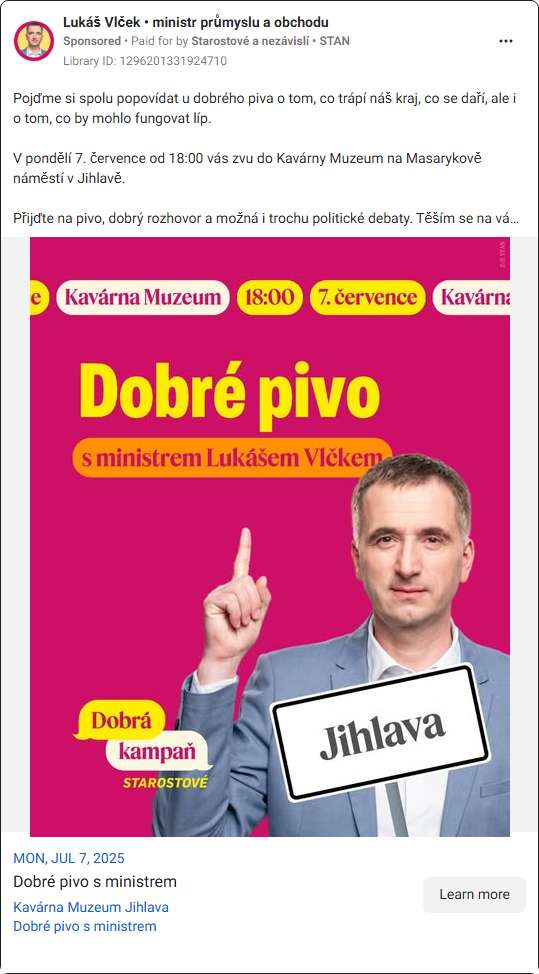 Lukáš Vlček • ministr průmyslu a obchodu
Sponsored • Paid for by Starostové a nezávislí • STAN
Library ID: 1296201331924710
Pojďme si spolu popovídat u dobrého piva o tom, co trápí náš kraj, co se daří, ale i
o tom, co by mohlo fungovat líp.
V pondělí 7. července od 18:00 vás zvu do Kavárny Muzeum na Masarykově
náměstí v Jihlavě.
Přijďte na pivo, dobrý rozhovor a možná i trochu politické debaty. Těším se na vá…
e Kavárna Muzeum 18:00 7. července Kavárna
Dobré pivo
s ministrem Lukášem Vlčkem
Jihlava
Dobrá
kampaň
STAROSTOVÉ
MON, JUL 7, 2025
Dobré pivo s ministrem
Kavárna Muzeum Jihlava
Dobré pivo s ministrem
Learn more